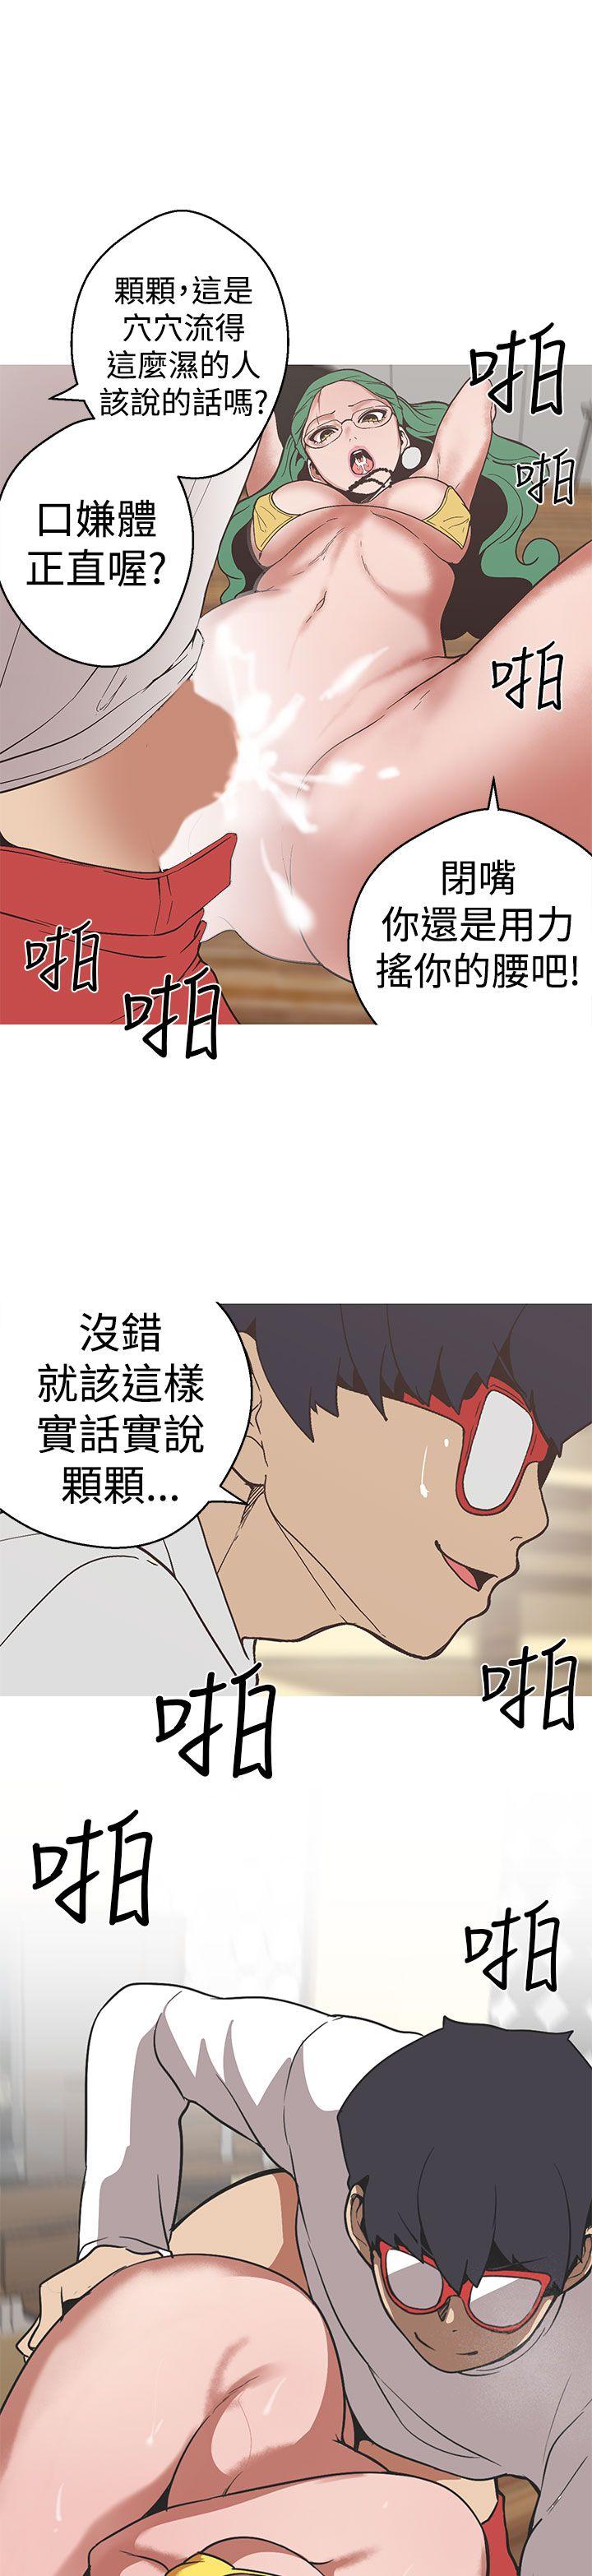 顆顆，這是
穴穴流得
這麼濕的人
該說的話嗎?
口嫌體
正直喔?
啪
啪
啪
閉嘴
你還是用力
搖你的腰吧!
啪
啪
沒錯
就該這樣
實話實說
顆顆...
啪
啪
啪
啪